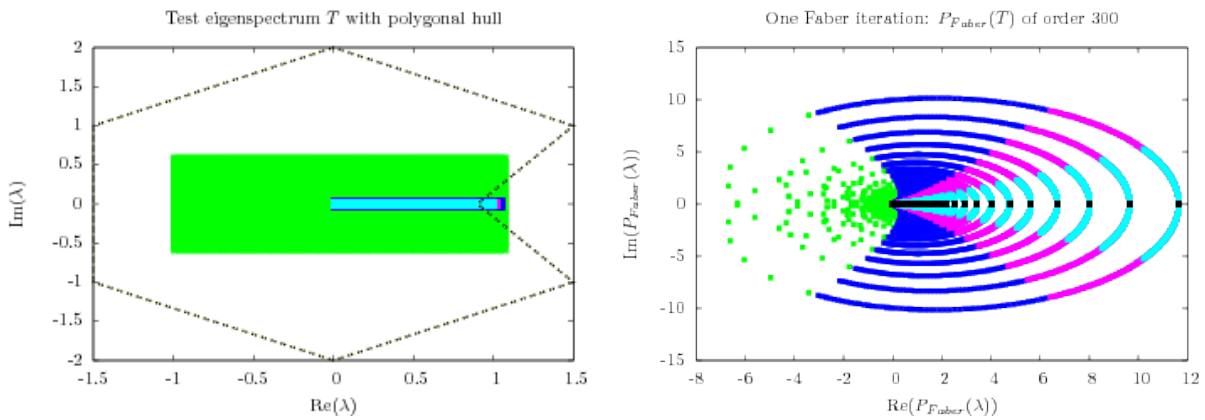 Test eigenspectrum T with polygonal hull
2
1.5
1
0.5
0
-0.5
-1
-1.5
-2
Im(λ)
-1.5 -1 -0.5 0 0.5 1 1.5
Re(λ)
One Faber iteration: P_Faber(T) of order 300
15
10
5
0
-5
-10
-15
Im(P_Faber(λ))
-8 -6 -4 -2 0 2 4 6 8 10 12
Re(P_Faber(λ))